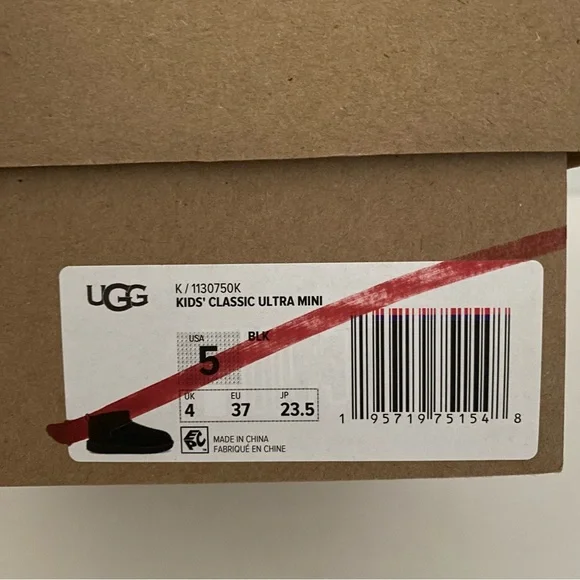 UGG
K / 1130750K
KIDS' CLASSIC ULTRA MINI
USA
5
BLK
UK
4
EU
37
JP
23.5
MADE IN CHINA
FABRIQUÉ EN CHINE
1 95719 75154 8